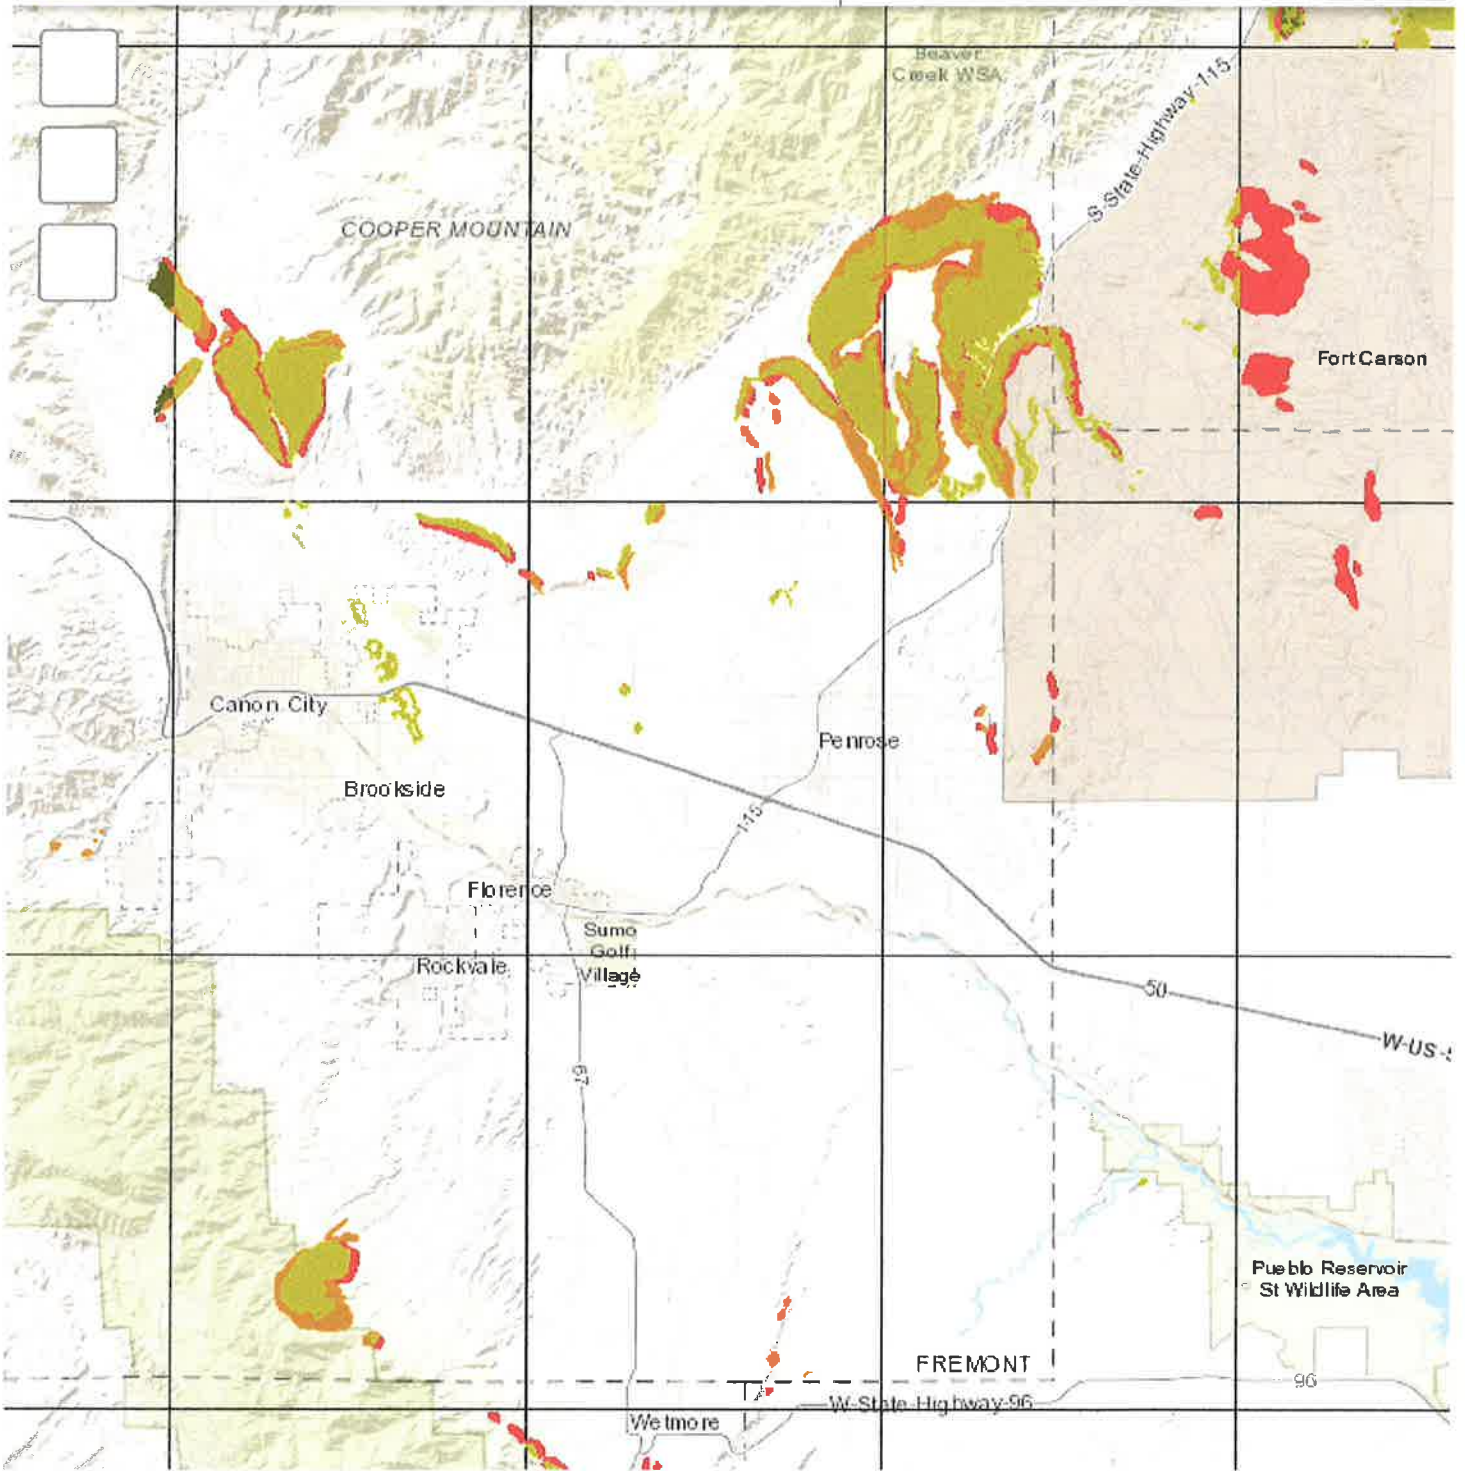 Beaver
Creek WSA
S-State-Highway-115
COOPER MOUNTAIN
Fort Carson
Canon City
Penrose
Brookside
115
Florence
Sumo
Golf
Village
Rockvale
50
W-US-5
67
Pueblo Reservoir
St Wildlife Area
FREMONT
96
W-State-Highway-96
Wetmore